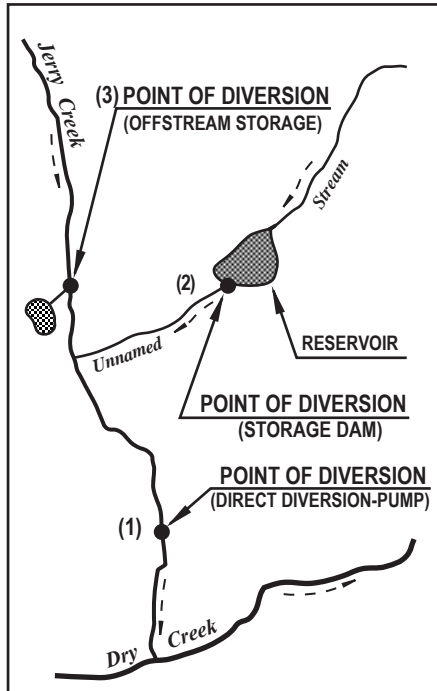 Jerry Creek
(3) POINT OF DIVERSION
(OFFSTREAM STORAGE)
Stream
(2)
Unnamed
RESERVOIR
POINT OF DIVERSION
(STORAGE DAM)
POINT OF DIVERSION
(DIRECT DIVERSION-PUMP)
(1)
Dry Creek